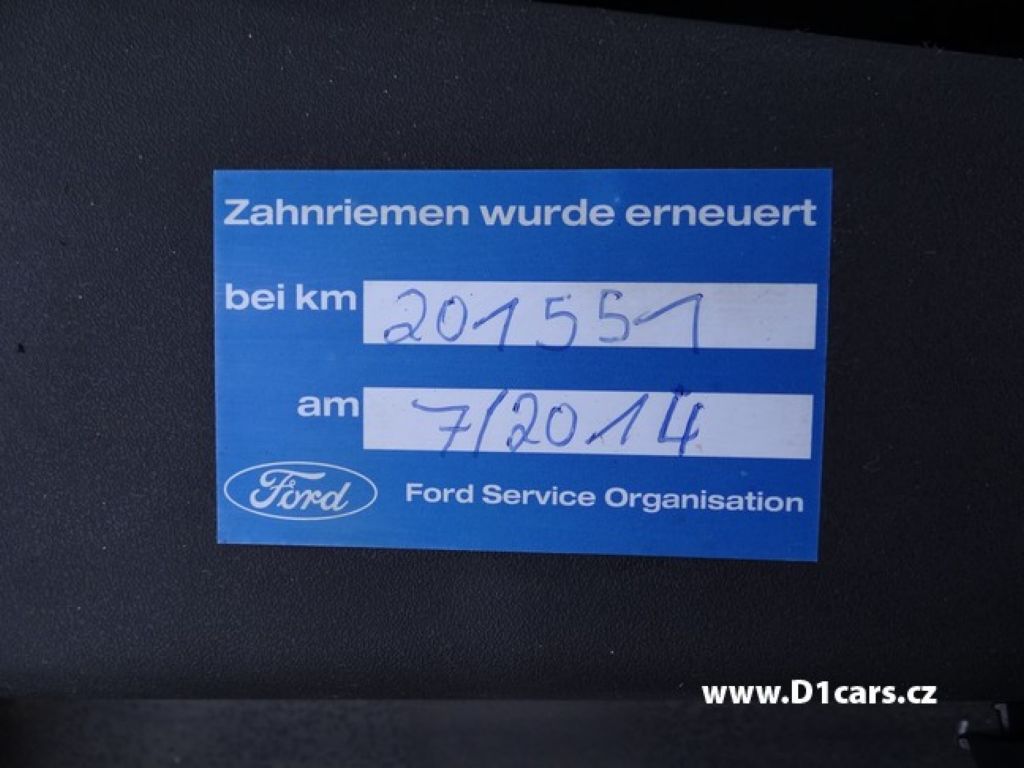 Zahnriemen wurde erneuert
bei km 201551
am 7/2014
Ford Ford Service Organisation
www.D1cars.cz